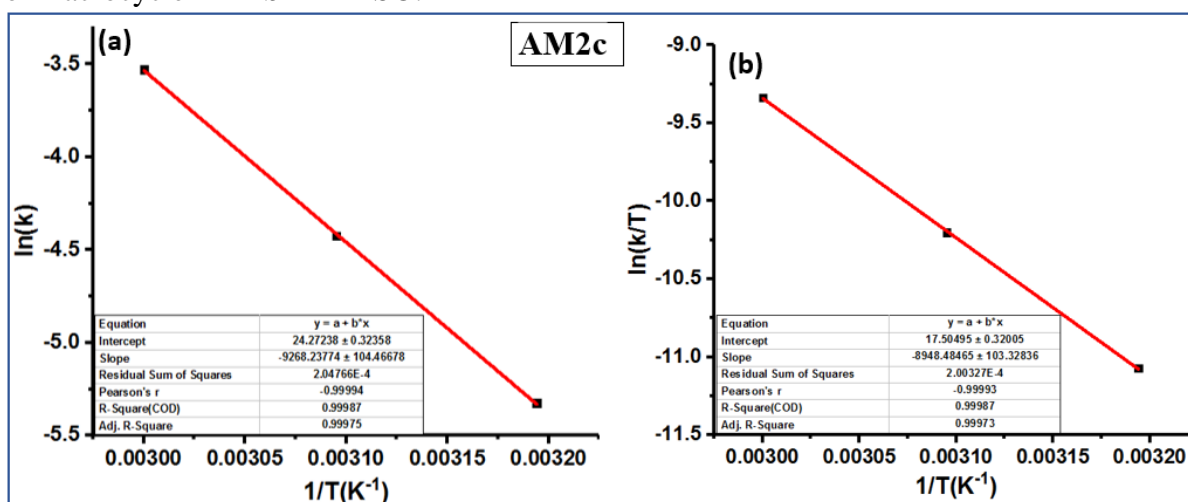 (a)
AM2c
(b)
ln(k)
-3.5
-4.0
-4.5
-5.0
-5.5
Equation y = a + b*x
Intercept 24.27238 ± 0.32358
Slope -9268.23774 ± 104.46678
Residual Sum of Squares 2.04766E-4
Pearson's r -0.99994
R-Square(COD) 0.99987
Adj. R-Square 0.99975
0.00300 0.00305 0.00310 0.00315 0.00320
1/T(K⁻¹)
ln(k/T)
-9.0
-9.5
-10.0
-10.5
-11.0
-11.5
Equation y = a + b*x
Intercept 17.50495 ± 0.32005
Slope -8948.48465 ± 103.32836
Residual Sum of Squares 2.00327E-4
Pearson's r -0.99993
R-Square(COD) 0.99987
Adj. R-Square 0.99973
0.00300 0.00305 0.00310 0.00315 0.00320
1/T(K⁻¹)